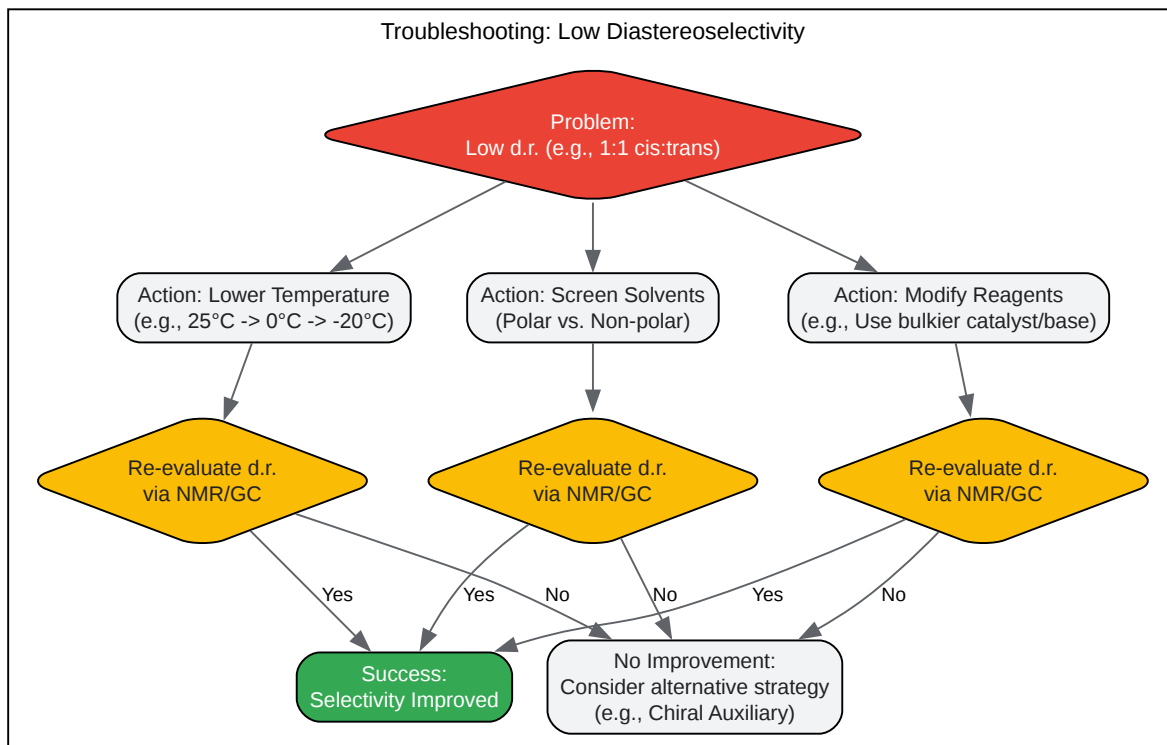 Troubleshooting: Low Diastereoselectivity
Problem:
Low d.r. (e.g., 1:1 cis:trans)
Action: Lower Temperature
(e.g., 25°C -> 0°C -> -20°C)
Action: Screen Solvents
(Polar vs. Non-polar)
Action: Modify Reagents
(e.g., Use bulkier catalyst/base)
Re-evaluate d.r.
via NMR/GC
Re-evaluate d.r.
via NMR/GC
Re-evaluate d.r.
via NMR/GC
Yes
Yes
No
No
Yes
No
Success:
Selectivity Improved
No Improvement:
Consider alternative strategy
(e.g., Chiral Auxiliary)